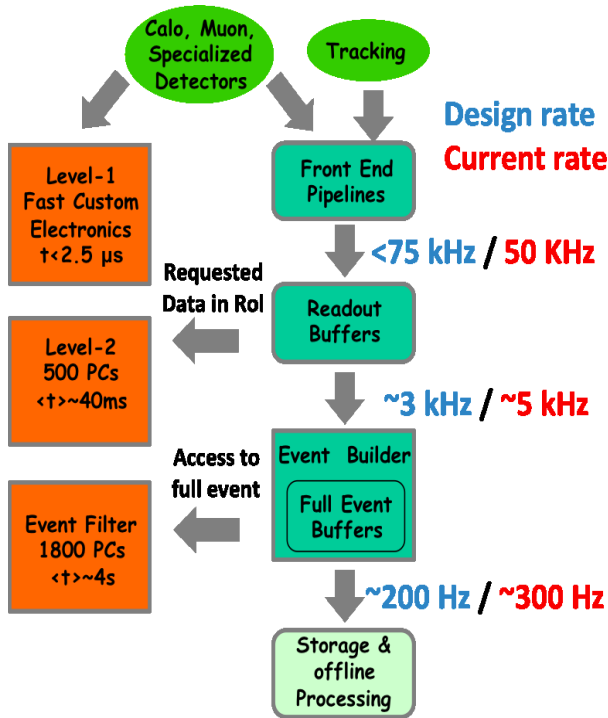 Calo, Muon,
Specialized
Detectors
Tracking
Design rate
Current rate
Level-1
Fast Custom
Electronics
t<2.5 µs
Front End
Pipelines
<75 kHz / 50 KHz
Requested
Data in RoI
Readout
Buffers
Level-2
500 PCs
<t>~40ms
~3 kHz / ~5 kHz
Access to
full event
Event Builder
Full Event
Buffers
Event Filter
1800 PCs
<t>~4s
~200 Hz / ~300 Hz
Storage &
offline
Processing